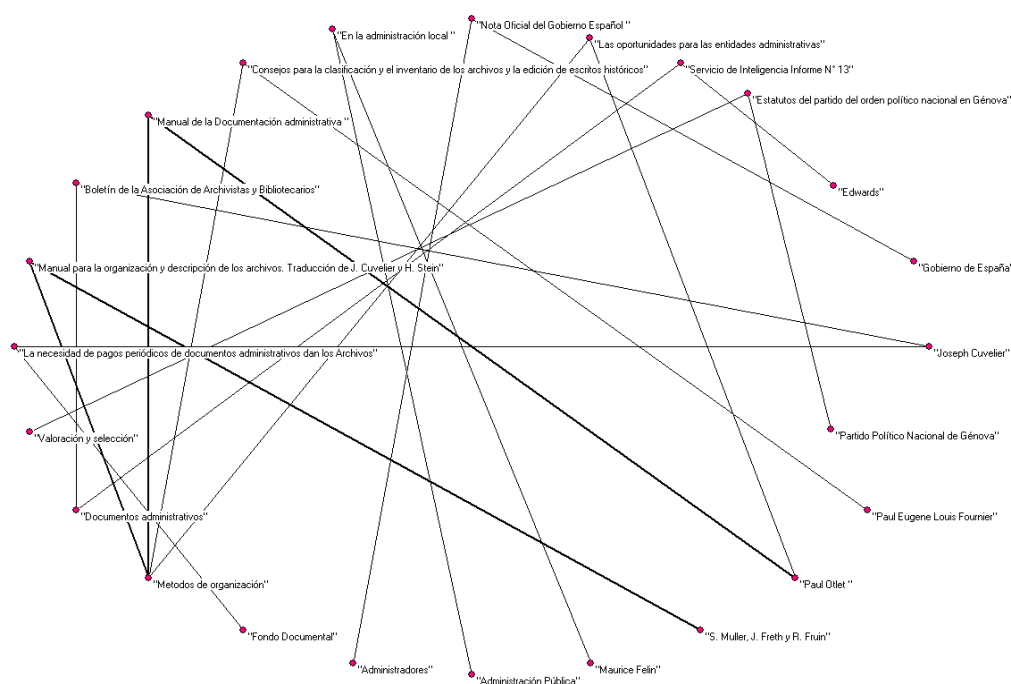 "Nota Oficial del Gobierno Español "
"En la administración local "
"Las oportunidades para las entidades administrativas"
"Consejos para la clasificación y el inventario de los archivos y la edición de escritos históricos"
"Servicio de Inteligencia Informe N° 13"
"Estatutos del partido del orden político nacional en Génova"
"Manual de la Documentación administrativa "
"Boletín de la Asociación de Archivistas y Bibliotecarios"
"Edwards"
"Manual para la organización y descripción de los archivos. Traducción de J. Cuvelier y H. Stein"
"Gobierno de España"
"La necesidad de pagos periódicos de documentos administrativos dan los Archivos"
"Joseph Cuvelier"
"Valoración y selección"
"Partido Político Nacional de Génova"
"Documentos administrativos"
"Paul Eugene Louis Fournier"
"Metodos de organización"
"Paul Otlet "
"Fondo Documental"
"S. Muller, J. Freth y R. Fruin"
"Administradores"
"Maurice Felin"
"Administración Pública"